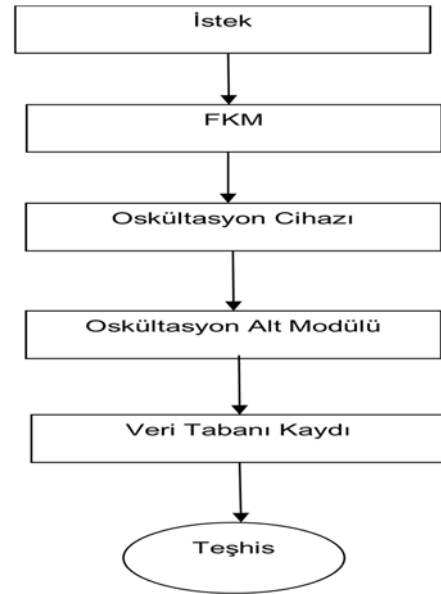 İstek
FKM
Oskültasyon Cihazı
Oskültasyon Alt Modülü
Veri Tabanı Kaydı
Teşhis